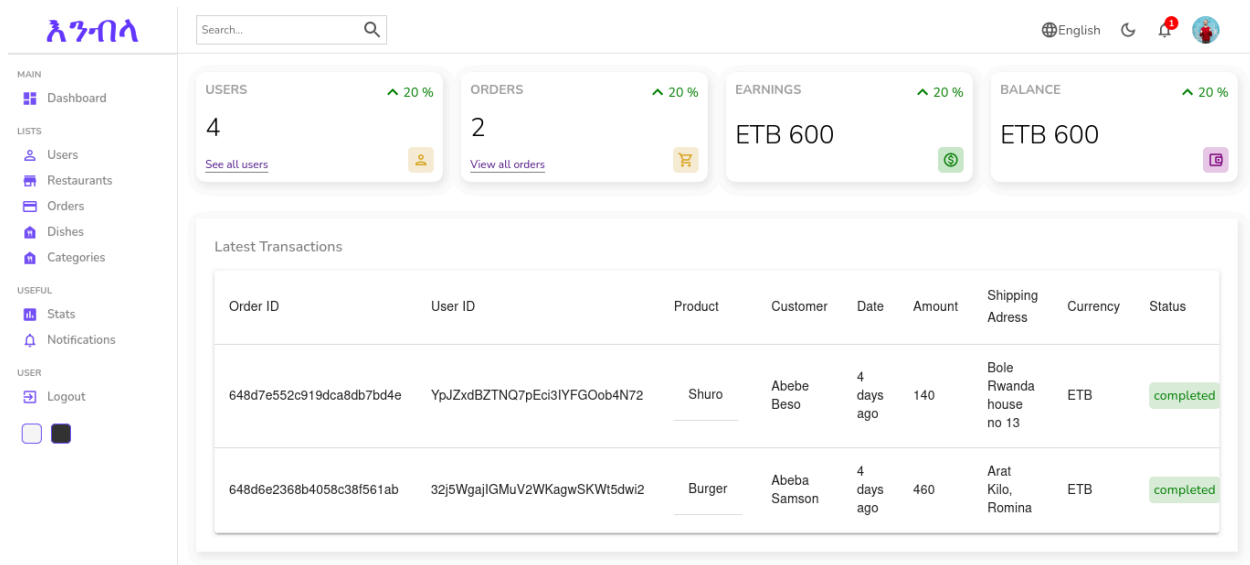 እንብላ
Search...
English
1
MAIN
Dashboard
LISTS
Users
Restaurants
Orders
Dishes
Categories
USEFUL
Stats
Notifications
USER
Logout
USERS
20 %
4
See all users
ORDERS
20 %
2
View all orders
EARNINGS
20 %
ETB 600
BALANCE
20 %
ETB 600
Latest Transactions
Order ID User ID Product Customer Date Amount Shipping Adress Currency Status
648d7e552c919dca8db7bd4e YpJZxdBZTNQ7pEci3IYFGOob4N72 Shuro Abebe Beso 4 days ago 140 Bole Rwanda house no 13 ETB completed
648d6e2368b4058c38f561ab 32j5WgajIGMuV2WKagwSKWt5dwi2 Burger Abeba Samson 4 days ago 460 Arat Kilo, Romina ETB completed